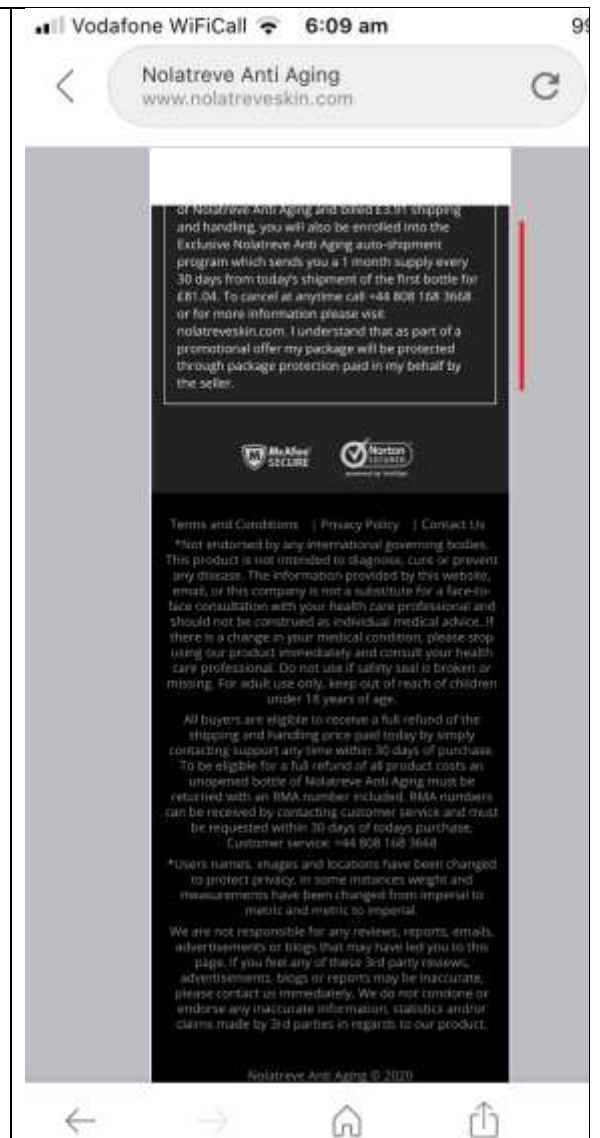 Vodafone WiFiCall 6:09 am 99
Nolatreve Anti Aging
www.nolatreveskin.com
of Nolatreve Anti Aging and billed £3.91 shipping
and handling, you will also be enrolled into the
Exclusive Nolatreve Anti Aging auto-shipment
program which sends you a 1 month supply every
30 days from today's shipment of the first bottle for
£81.04. To cancel at anytime call +44 808 168 3668
or for more information please visit
nolatreveskin.com. I understand that as part of a
promotional offer my package will be protected
through package protection paid in my behalf by
the seller.
McAfee Norton
SECURE SECURED
Terms and Conditions | Privacy Policy | Contact Us
*Not endorsed by any international governing bodies.
This product is not intended to diagnose, cure or prevent
any disease. The information provided by this website,
email, or this company is not a substitute for a face-to-
face consultation with your health care professional and
should not be construed as individual medical advice. If
there is a change in your medical condition, please stop
using our product immediately and consult your health
care professional. Do not use if safety seal is broken or
missing. For adult use only, keep out of reach of children
under 18 years of age.
All buyers are eligible to receive a full refund of the
shipping and handling price paid today by simply
contacting support any time within 30 days of purchase.
To be eligible for a full refund of all product costs an
unopened bottle of Nolatreve Anti Aging must be
returned with an RMA number included. RMA numbers
can be received by contacting customer service and must
be requested within 30 days of todays purchase.
Customer service: +44 808 168 3668
*Users names, images and locations have been changed
to protect privacy, in some instances weight and
measurements have been changed from imperial to
metric and metric to imperial.
We are not responsible for any reviews, reports, emails,
advertisements or blogs that may have led you to this
page. If you feel any of these 3rd party reviews,
advertisements, blogs or reports may be inaccurate,
please contact us immediately. We do not condone or
endorse any inaccurate information, statistics and/or
claims made by 3rd parties in regards to our product.
Nolatreve Anti Aging © 2020